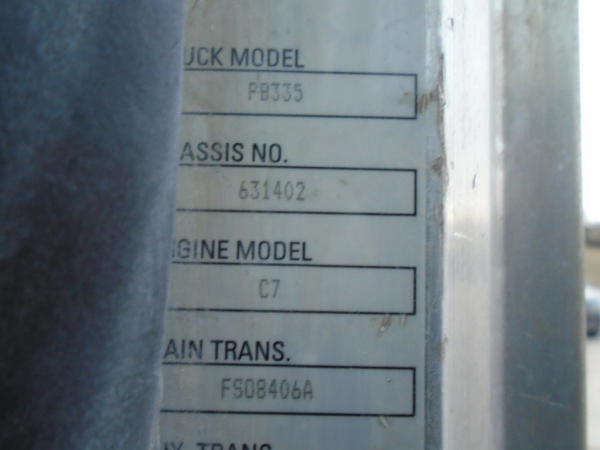 UCK MODEL
PB335
ASSIS NO.
631402
GINE MODEL
C7
AIN TRANS.
FS08406A